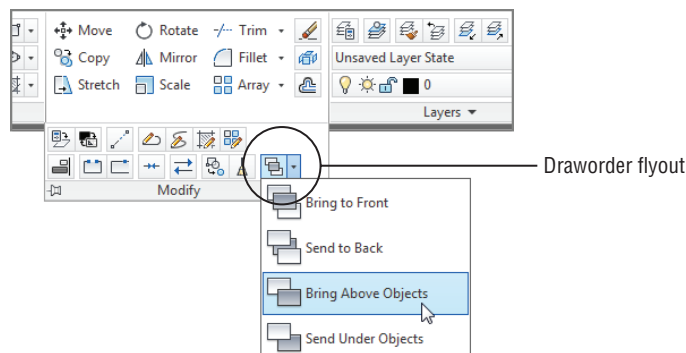 Move Rotate Trim
Copy Mirror Fillet Unsaved Layer State
Stretch Scale Array 0
Layers
Draworder flyout
Modify
Bring to Front
Send to Back
Bring Above Objects
Send Under Objects